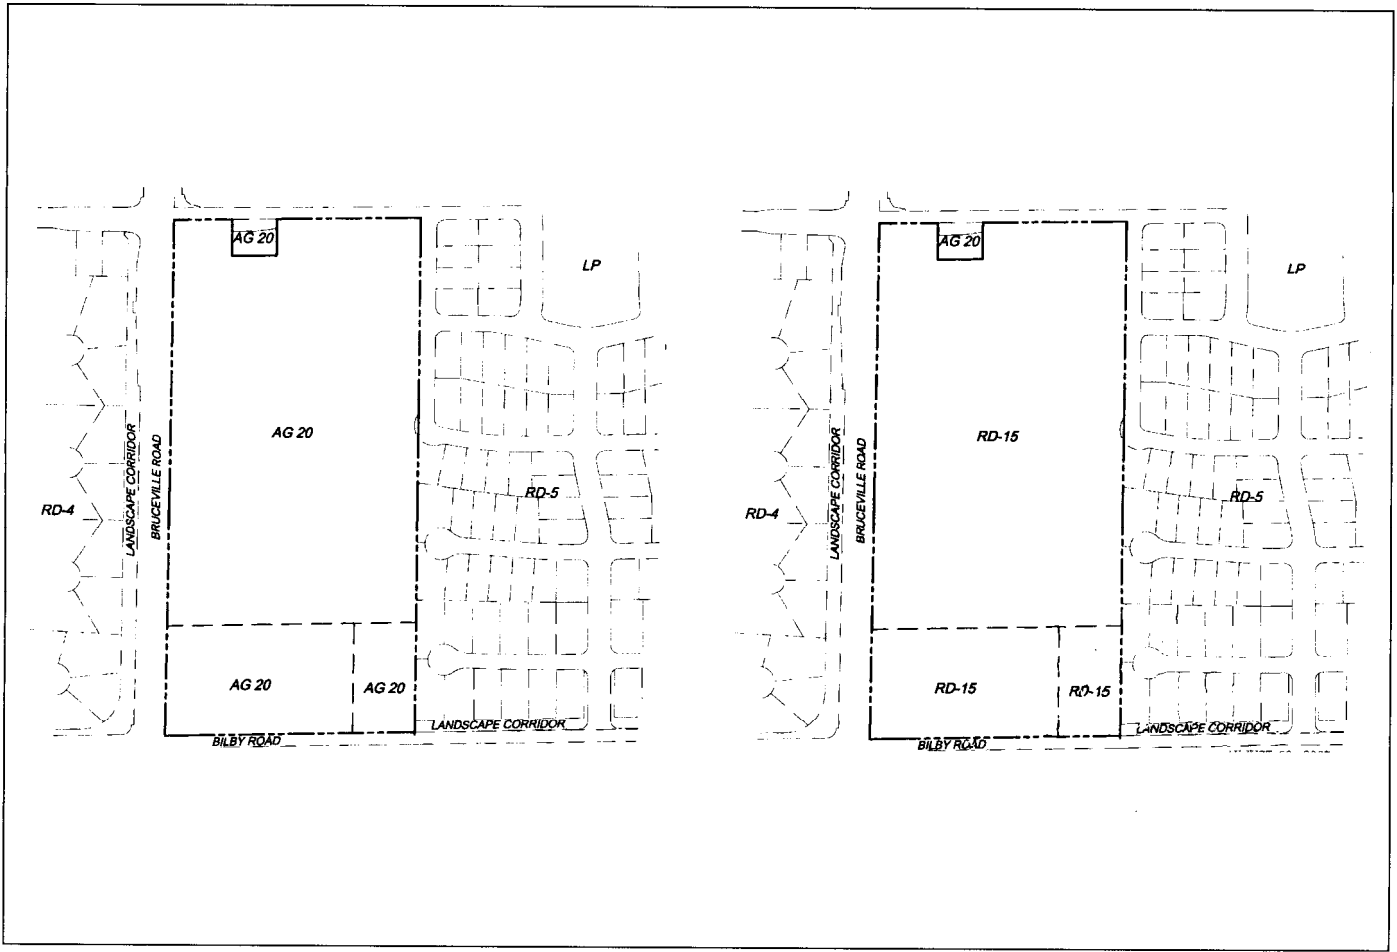 AG 20
LP
AG 20
RD-4
LANDSCAPE CORRIDOR
BRUCEVILLE ROAD
RD-5
AG 20
AG 20
LANDSCAPE CORRIDOR
BILBY ROAD
AG 20
LP
RD-15
RD-4
LANDSCAPE CORRIDOR
BRUCEVILLE ROAD
RD-5
RD-15
RD-15
LANDSCAPE CORRIDOR
BILBY ROAD